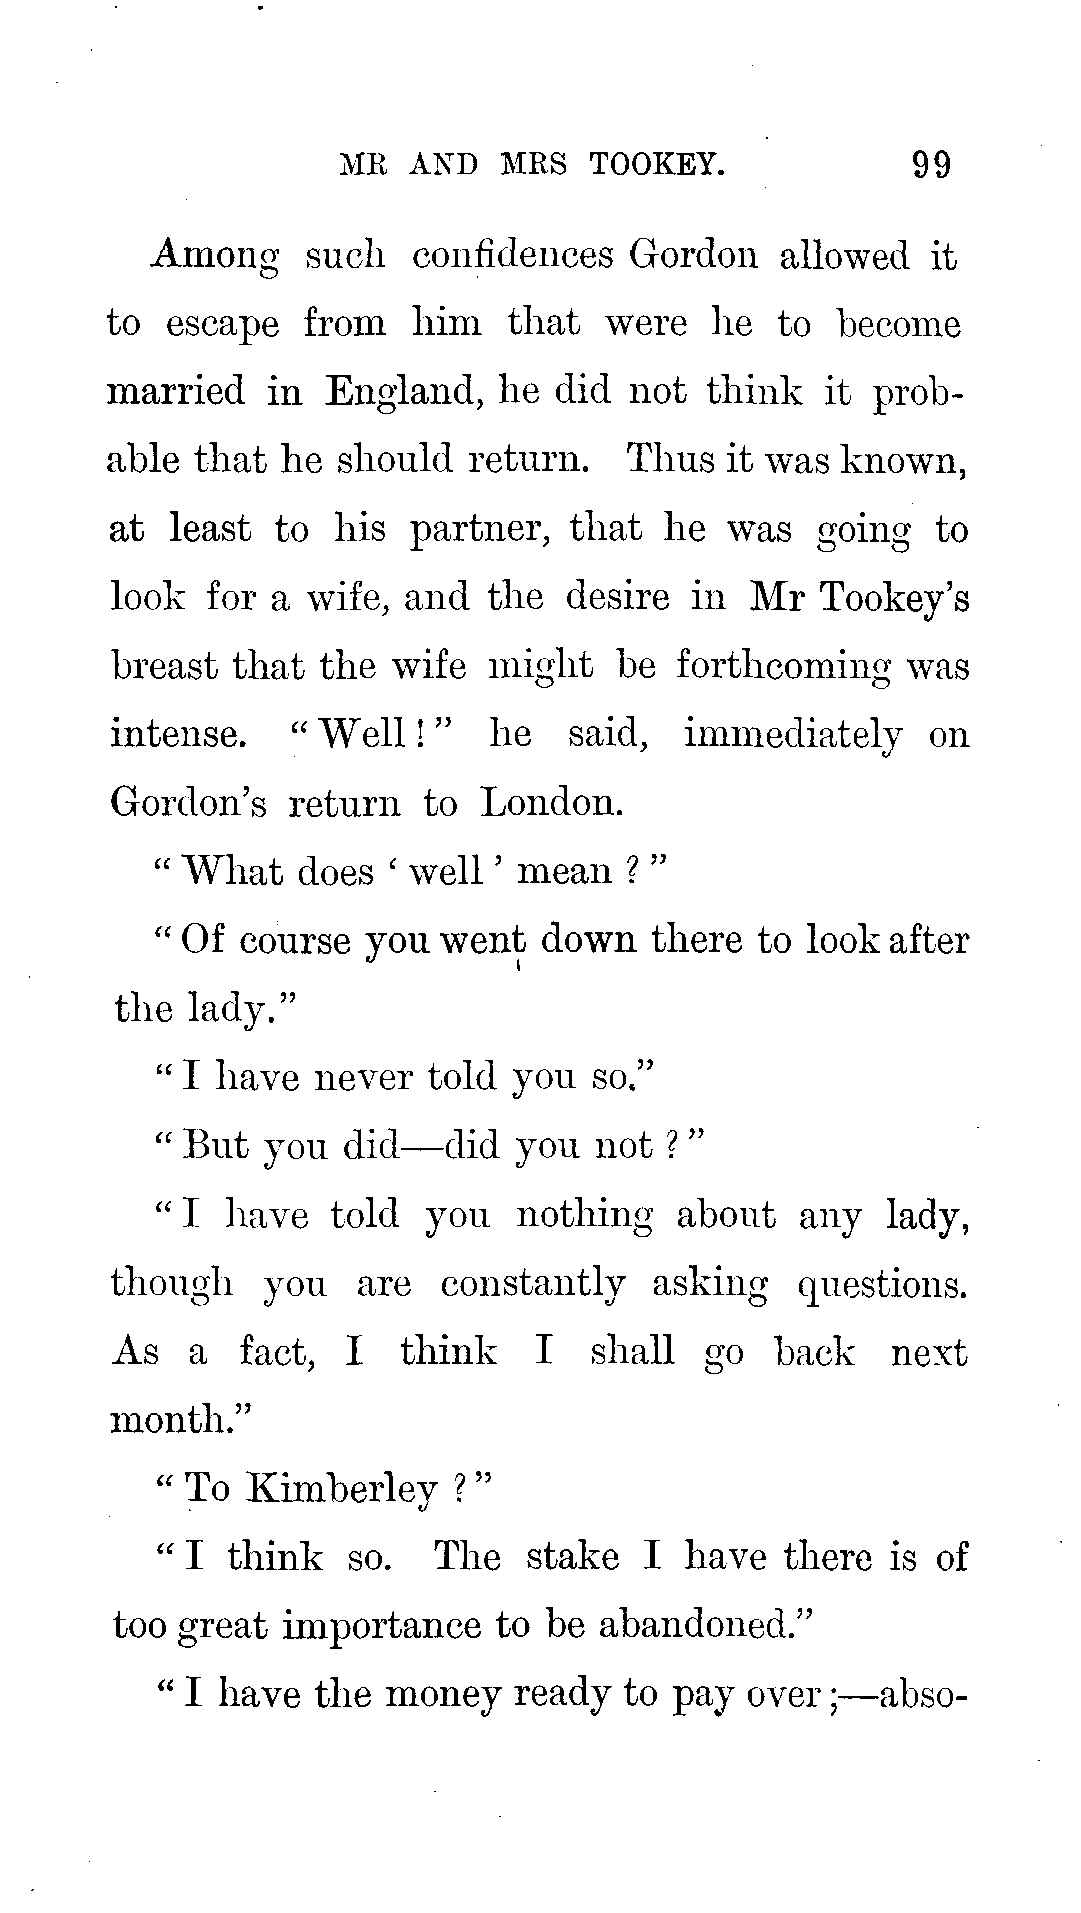 MR AND MRS TOOKEY. 99
Among such confidences Gordon allowed it
to escape from him that were he to become
married in England, he did not think it prob-
able that he should return. Thus it was known,
at least to his partner, that he was going to
look for a wife, and the desire in Mr Tookey's
breast that the wife might be forthcoming was
intense. “Well!” he said, immediately on
Gordon's return to London.
“What does ‘well’ mean?”
“Of course you went down there to look after
the lady.”
“I have never told you so.”
“But you did—did you not?”
“I have told you nothing about any lady,
though you are constantly asking questions.
As a fact, I think I shall go back next
month.”
“To Kimberley?”
“I think so. The stake I have there is of
too great importance to be abandoned.”
“I have the money ready to pay over;—abso-